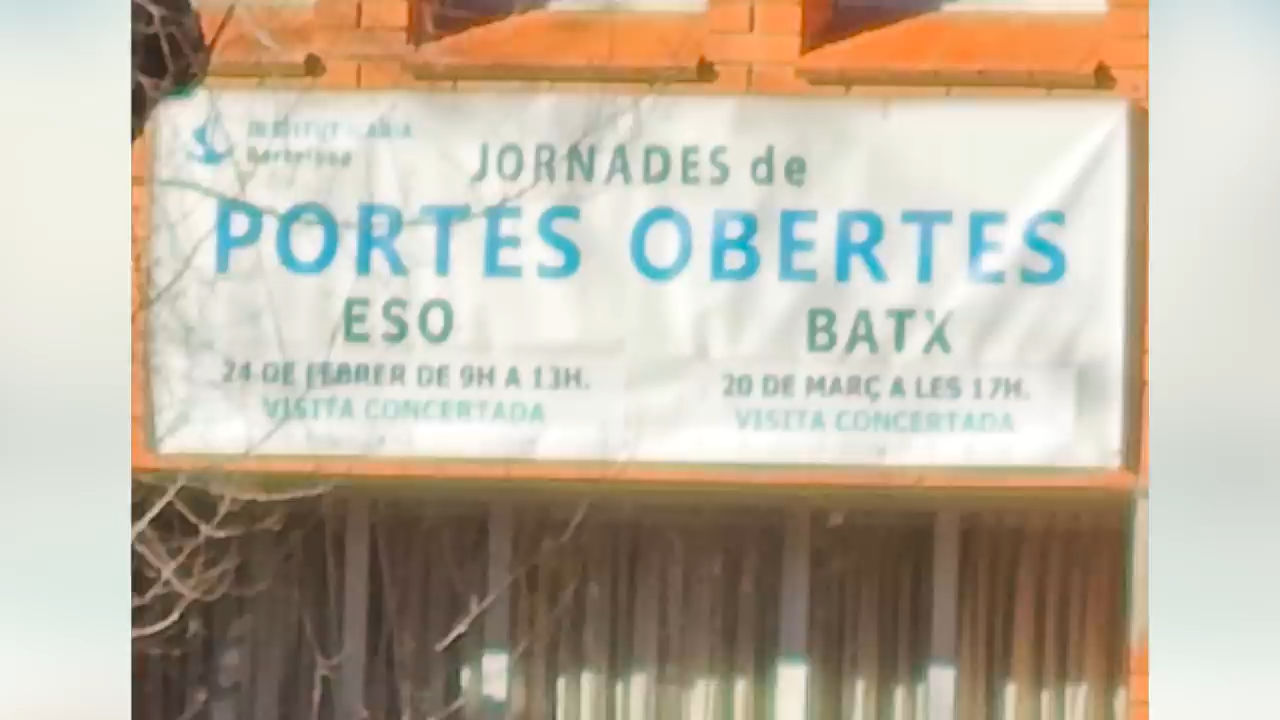 JORNADES de
PORTES OBERTES
ESO
24 DE FEBRER DE 9H A 13H.
VISITA CONCERTADA
BATX
20 DE MARÇ A LES 17H.
VISITA CONCERTADA